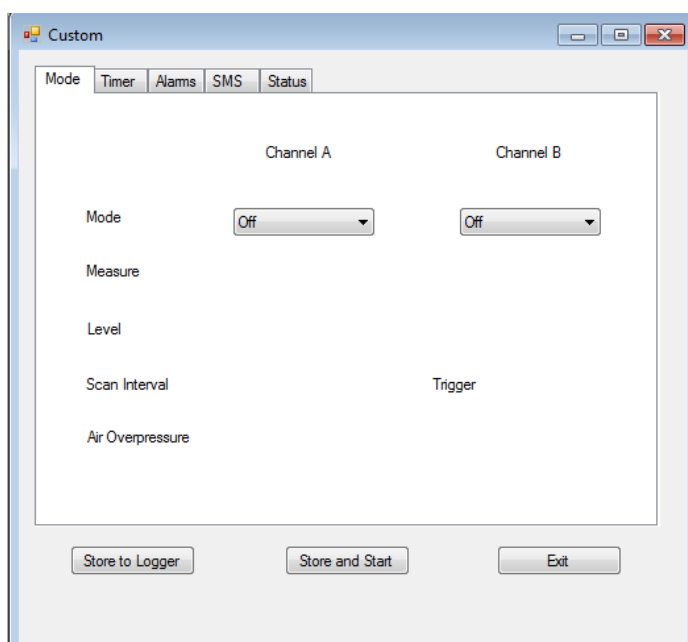 Custom
Mode Timer Alarms SMS Status
Channel A Channel B
Mode Off Off
Measure
Level
Scan Interval Trigger
Air Overpressure
Store to Logger Store and Start Exit